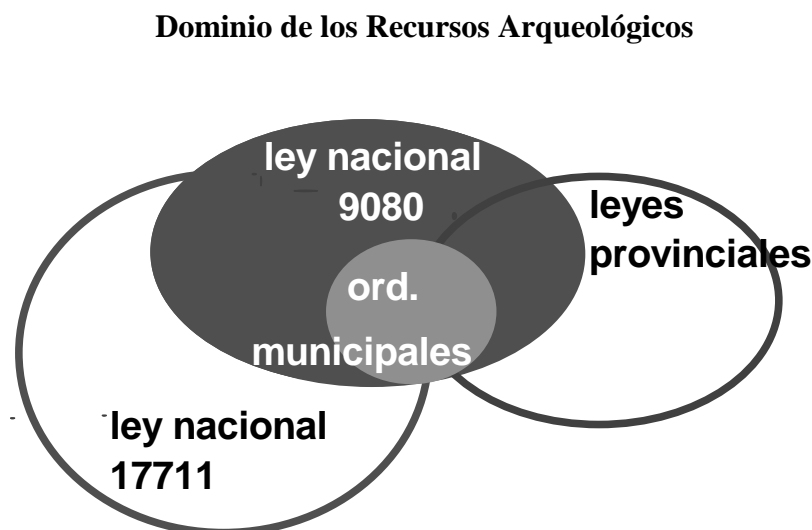 Dominio de los Recursos Arqueológicos
ley nacional
9080
leyes
provinciales
ord.
municipales
ley nacional
17711